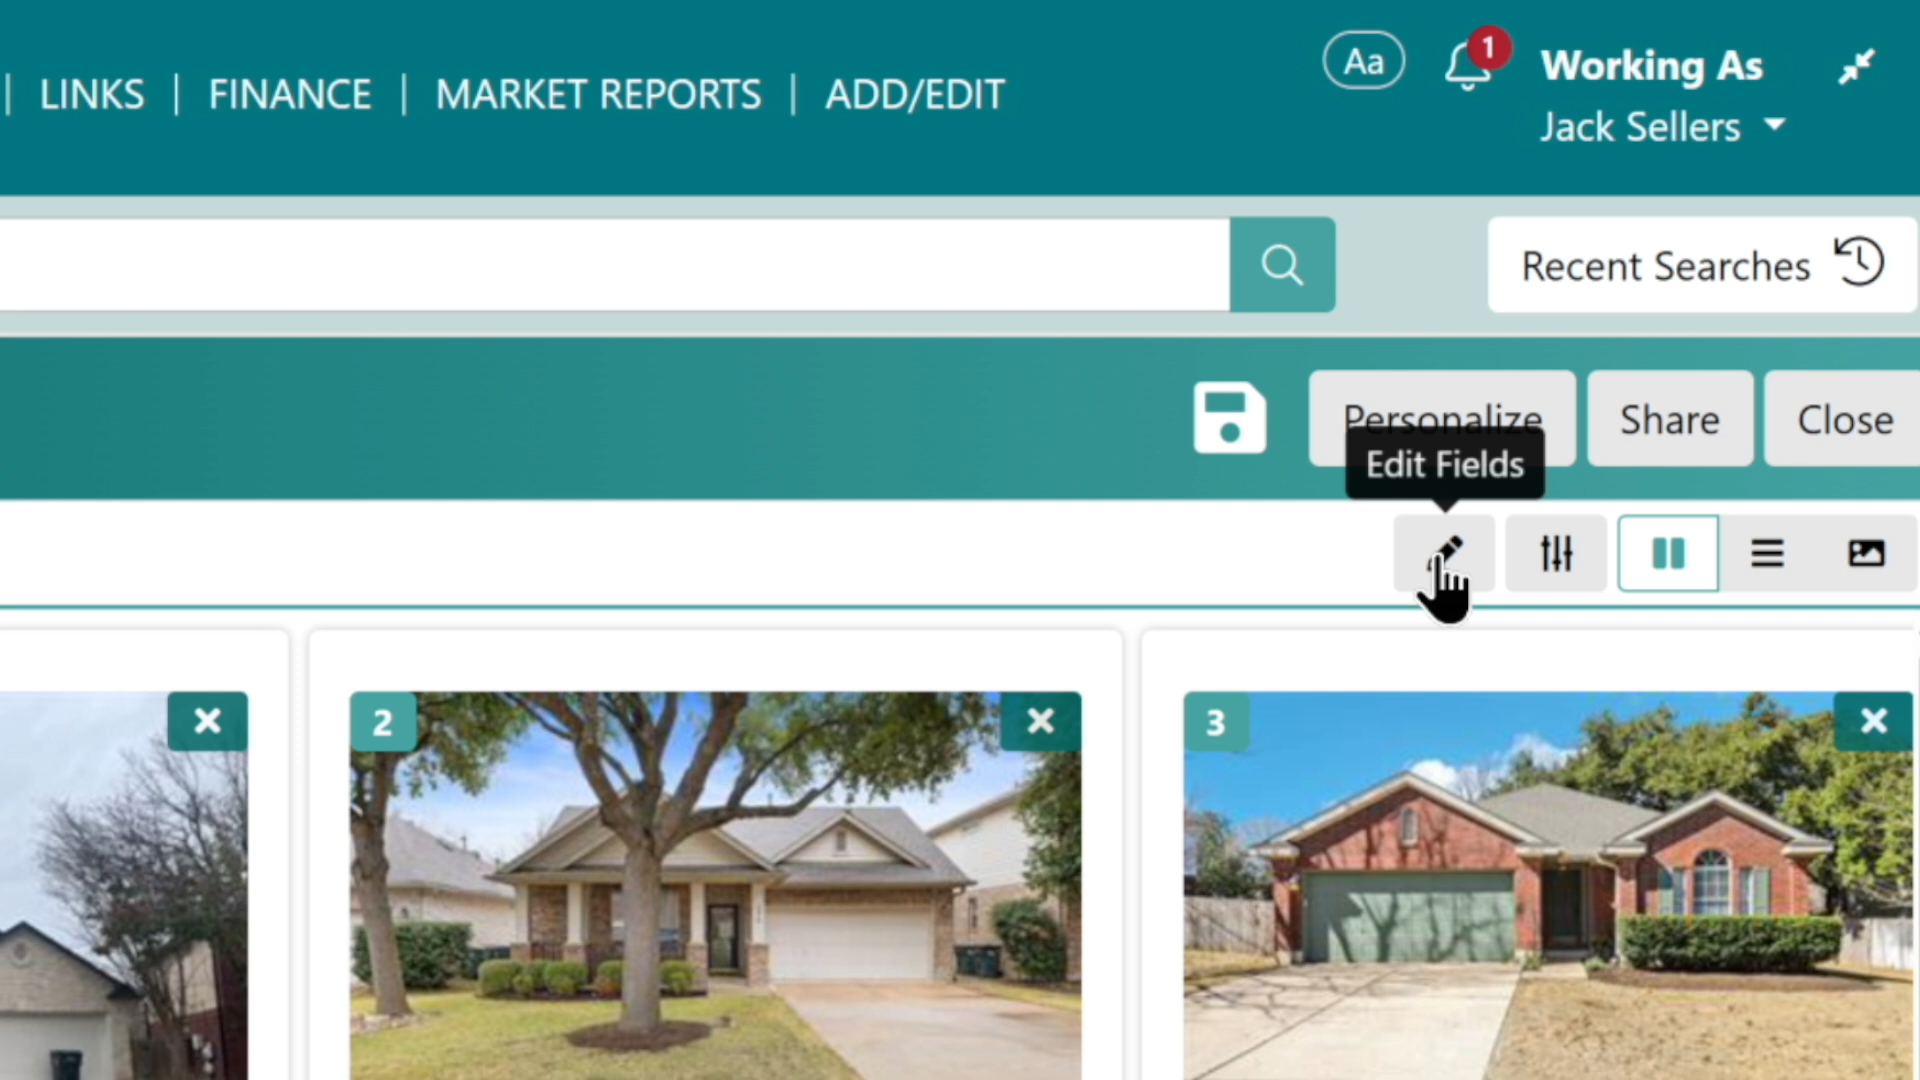 LINKS | FINANCE | MARKET REPORTS | ADD/EDIT
Aa
1
Working As
Jack Sellers
Recent Searches
Personalize
Share
Close
Edit Fields
2
3